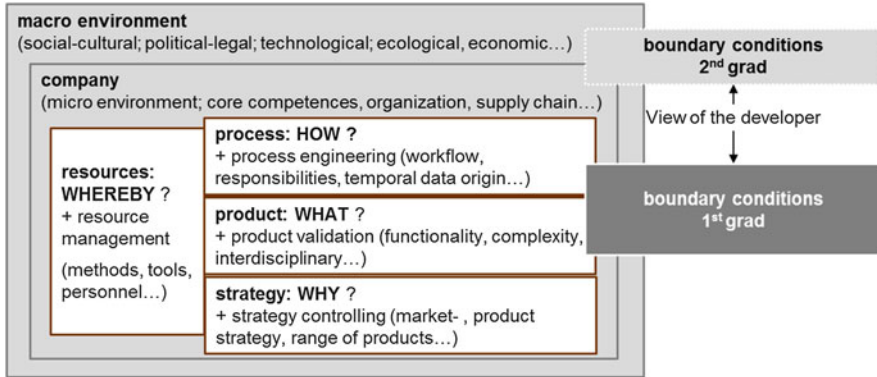 macro environment
(social-cultural; political-legal; technological; ecological, economic…)
company
(micro environment; core competences, organization, supply chain…)
resources:
WHEREBY ?
+ resource
management
(methods, tools,
personnel…)
process: HOW ?
+ process engineering (workflow,
responsibilities, temporal data origin…)
product: WHAT ?
+ product validation (functionality, complexity,
interdisciplinary…)
strategy: WHY ?
+ strategy controlling (market- , product
strategy, range of products…)
boundary conditions
2nd grad
View of the developer
boundary conditions
1st grad